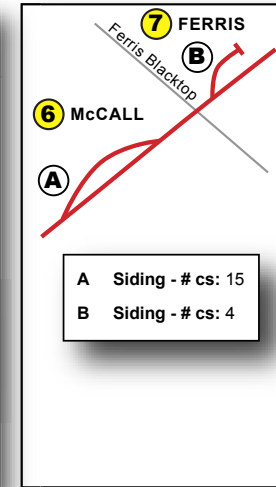 7 FERRIS
Ferris Blacktop
B
6 McCALL
A
A Siding - # cs: 15
B Siding - # cs: 4